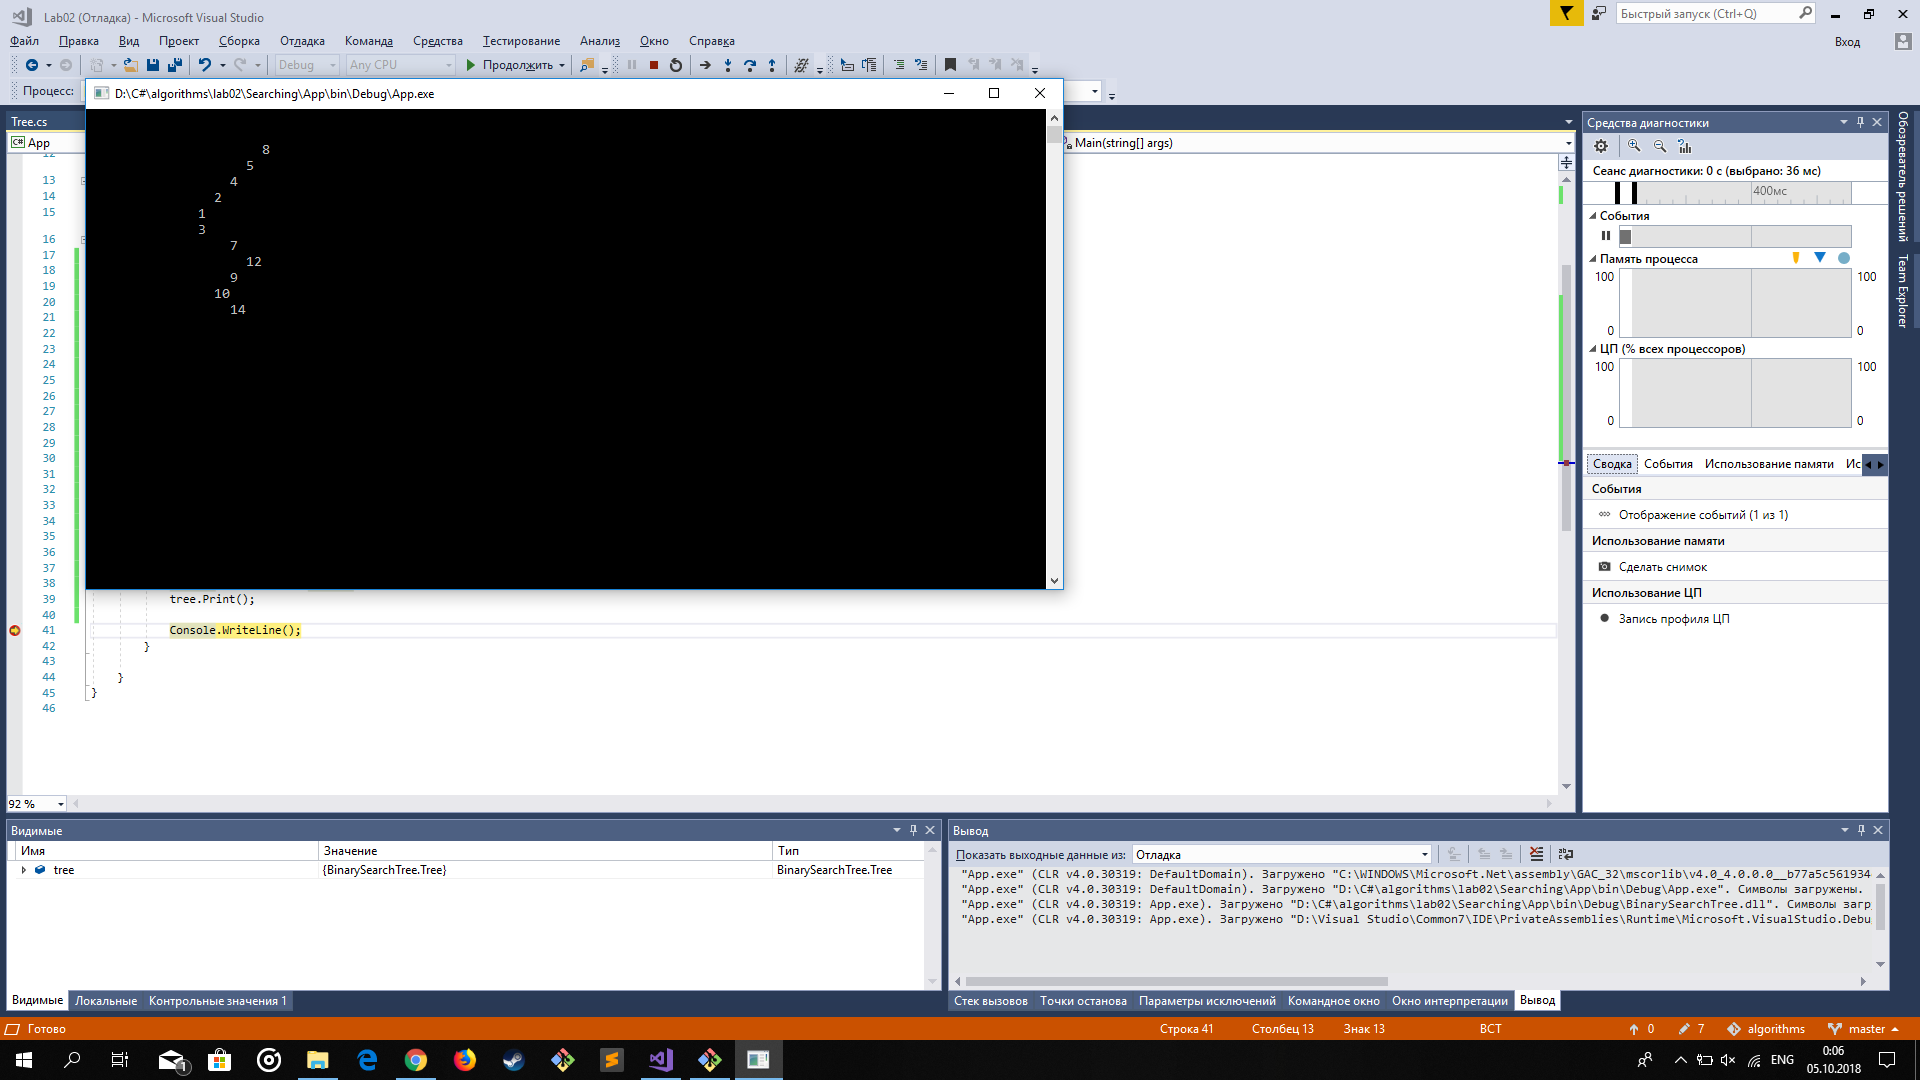 Lab02 (Отладка) - Microsoft Visual Studio
Быстрый запуск (Ctrl+Q)
Файл Правка Вид Проект Сборка Отладка Команда Средства Тестирование Анализ Окно Справка
Вход
Debug Any CPU Продолжить
Процесс:
D:\C#\algorithms\lab02\Searching\App\bin\Debug\App.exe
Tree.cs
C# App
Main(string[] args)
8
5
4
2
1
3
7
12
9
10
14
12
13
14
15
16
17
18
19
20
21
22
23
24
25
26
27
28
29
30
31
32
33
34
35
36
37
38
39 tree.Print();
40
41 Console.WriteLine();
42 }
43
44 }
45 }
46
92 %
Средства диагностики
Сеанс диагностики: 0 с (выбрано: 36 мс)
400мс
События
Память процесса
100 100
0 0
ЦП (% всех процессоров)
100 100
0 0
Сводка События Использование памяти Ис
События
Отображение событий (1 из 1)
Использование памяти
Сделать снимок
Использование ЦП
Запись профиля ЦП
Обозреватель решений
Team Explorer
Видимые
Имя Значение Тип
tree {BinarySearchTree.Tree} BinarySearchTree.Tree
Видимые Локальные Контрольные значения 1
Вывод
Показать выходные данные из: Отладка
"App.exe" (CLR v4.0.30319: DefaultDomain). Загружено "C:\WINDOWS\Microsoft.Net\assembly\GAC_32\mscorlib\v4.0_4.0.0.0__b77a5c561934
"App.exe" (CLR v4.0.30319: DefaultDomain). Загружено "D:\C#\algorithms\lab02\Searching\App\bin\Debug\App.exe". Символы загружены.
"App.exe" (CLR v4.0.30319: App.exe). Загружено "D:\C#\algorithms\lab02\Searching\App\bin\Debug\BinarySearchTree.dll". Символы загр
"App.exe" (CLR v4.0.30319: App.exe). Загружено "D:\Visual Studio\Common7\IDE\PrivateAssemblies\Runtime\Microsoft.VisualStudio.Debu
Стек вызовов Точки останова Параметры исключений Командное окно Окно интерпретации Вывод
Готово Строка 41 Столбец 13 Знак 13 ВСТ 0 7 algorithms master
1
ENG
0:06
05.10.2018